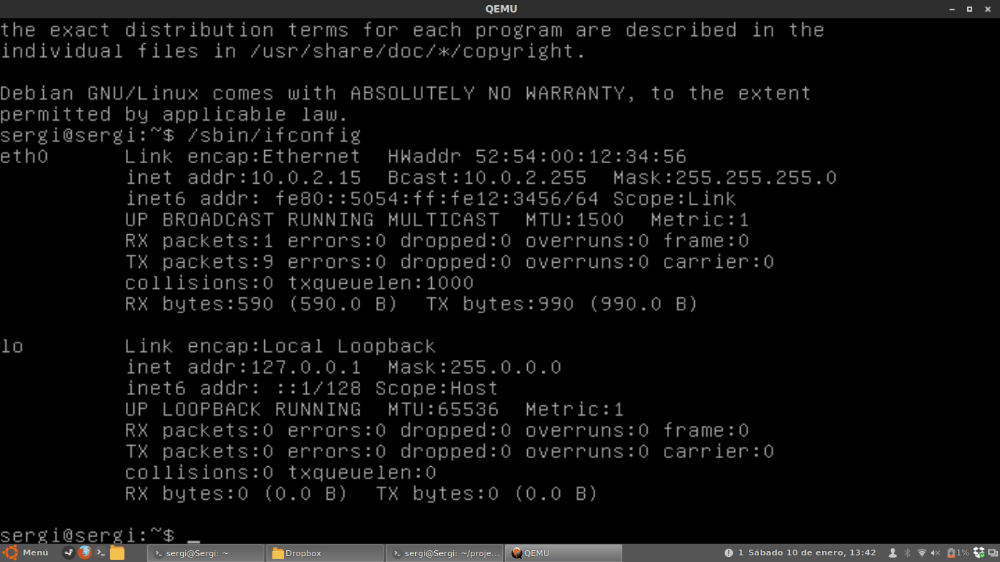 QEMU
the exact distribution terms for each program are described in the
individual files in /usr/share/doc/*/copyright.
Debian GNU/Linux comes with ABSOLUTELY NO WARRANTY, to the extent
permitted by applicable law.
sergi@sergi:~$ /sbin/ifconfig
eth0      Link encap:Ethernet  HWaddr 52:54:00:12:34:56
          inet addr:10.0.2.15  Bcast:10.0.2.255  Mask:255.255.255.0
          inet6 addr: fe80::5054:ff:fe12:3456/64 Scope:Link
          UP BROADCAST RUNNING MULTICAST  MTU:1500  Metric:1
          RX packets:1 errors:0 dropped:0 overruns:0 frame:0
          TX packets:9 errors:0 dropped:0 overruns:0 carrier:0
          collisions:0 txqueuelen:1000
          RX bytes:590 (590.0 B)  TX bytes:990 (990.0 B)
lo        Link encap:Local Loopback
          inet addr:127.0.0.1  Mask:255.0.0.0
          inet6 addr: ::1/128 Scope:Host
          UP LOOPBACK RUNNING  MTU:65536  Metric:1
          RX packets:0 errors:0 dropped:0 overruns:0 frame:0
          TX packets:0 errors:0 dropped:0 overruns:0 carrier:0
          collisions:0 txqueuelen:0
          RX bytes:0 (0.0 B)  TX bytes:0 (0.0 B)
sergi@sergi:~$ _
Menú sergi@Sergi: ~ Dropbox sergi@Sergi: ~/proje... QEMU 1 Sábado 10 de enero, 13:42 1%